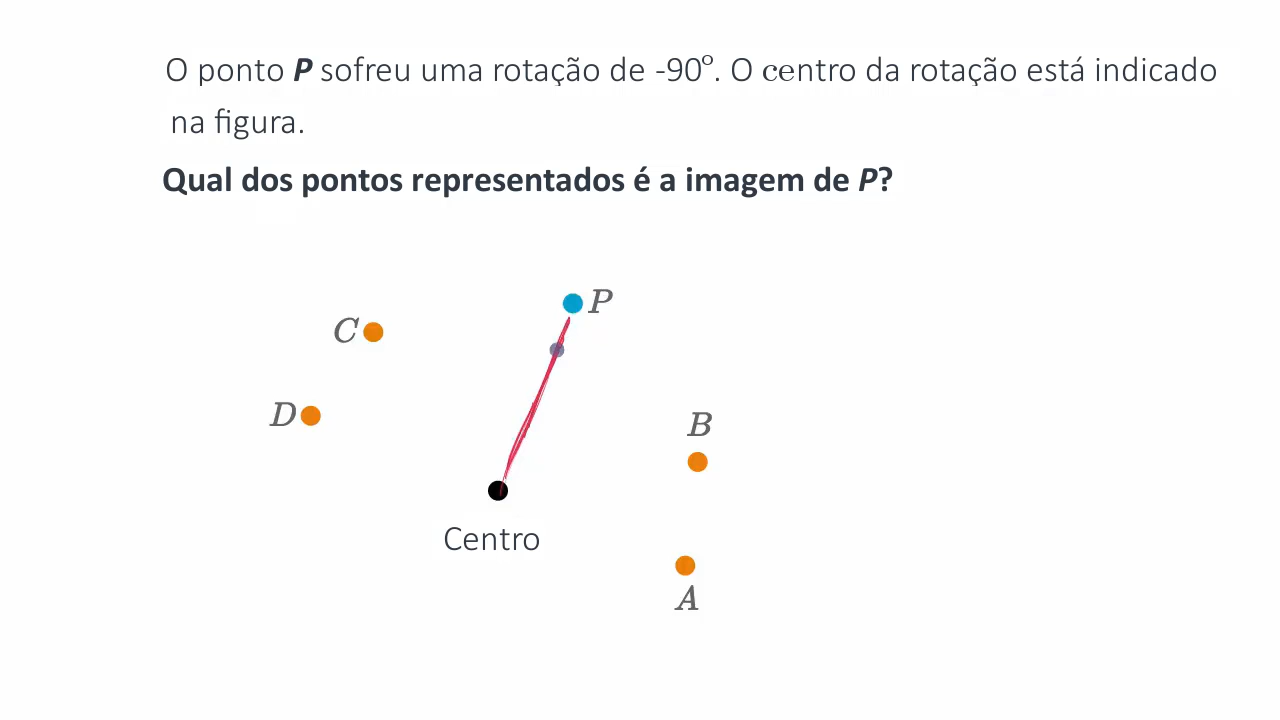 O ponto P sofreu uma rotação de -90º. O centro da rotação está indicado
na figura.
Qual dos pontos representados é a imagem de P?
P
C
D
B
Centro
A